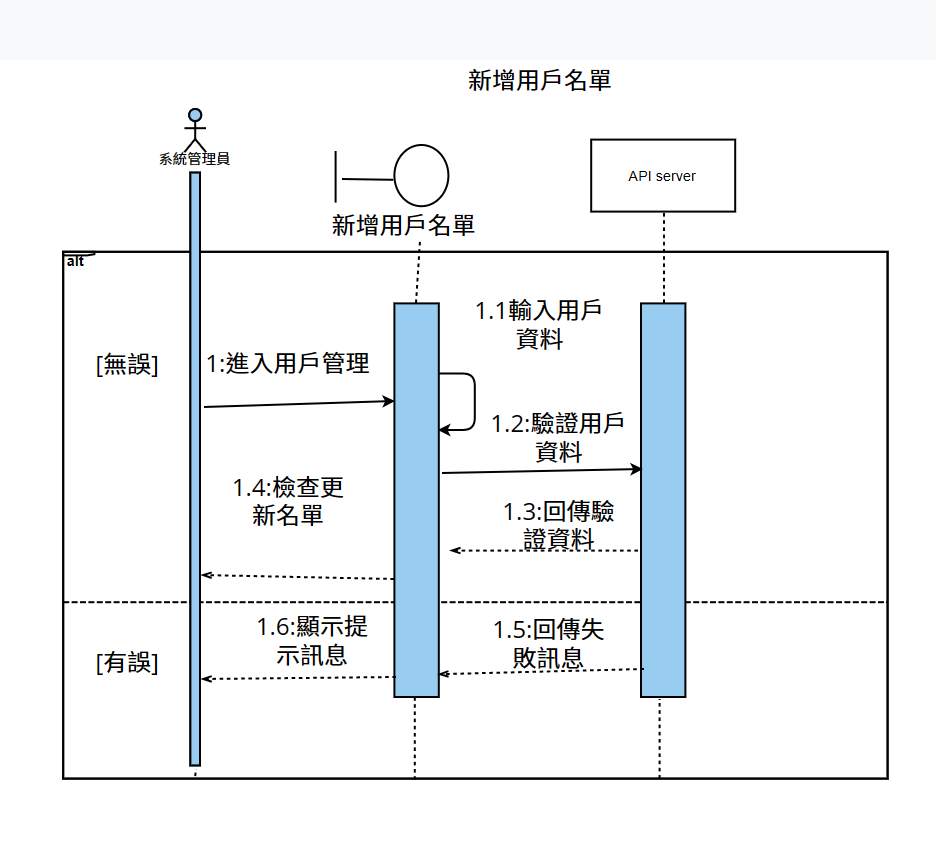 新增用戶名單
系統管理員
API server
新增用戶名單
alt
1.1輸入用戶
資料
[無誤]
1:進入用戶管理
1.2:驗證用戶
資料
1.4:檢查更
新名單
1.3:回傳驗
證資料
1.6:顯示提
示訊息
1.5:回傳失
敗訊息
[有誤]